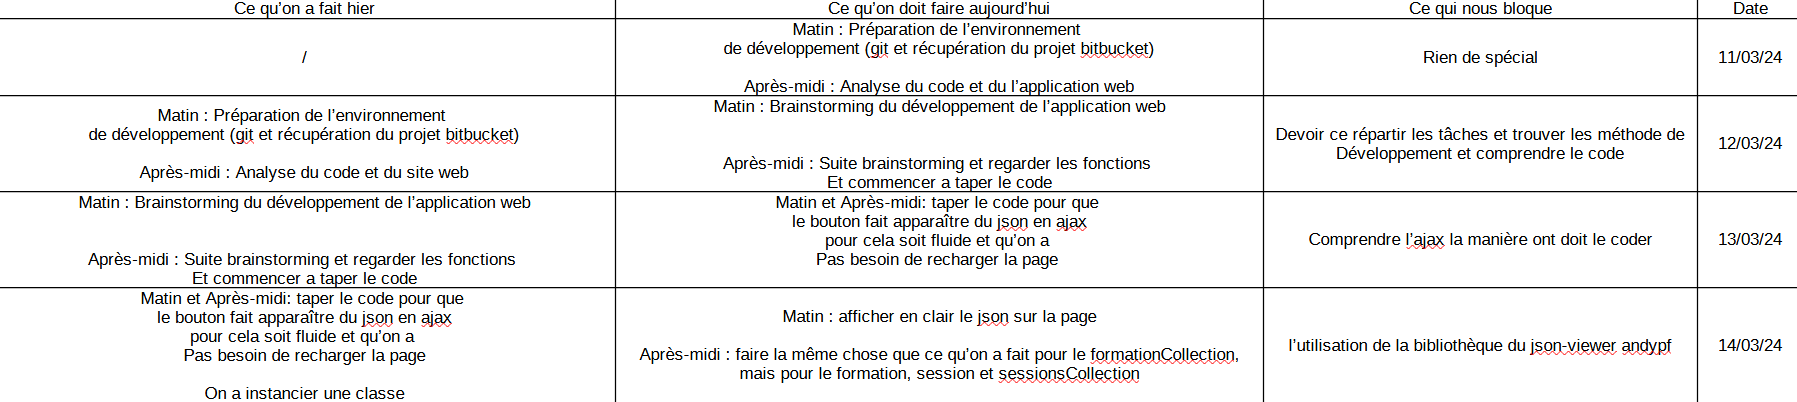 Ce qu’on a fait hier
Ce qu’on doit faire aujourd’hui
Ce qui nous bloque
Date
/
Matin : Préparation de l’environnement
de développement (git et récupération du projet bitbucket)
Après-midi : Analyse du code et du l’application web
Rien de spécial
11/03/24
Matin : Préparation de l’environnement
de développement (git et récupération du projet bitbucket)
Après-midi : Analyse du code et du site web
Matin : Brainstorming du développement de l’application web
Après-midi : Suite brainstorming et regarder les fonctions
Et commencer a taper le code
Devoir ce répartir les tâches et trouver les méthode de
Développement et comprendre le code
12/03/24
Matin : Brainstorming du développement de l’application web
Après-midi : Suite brainstorming et regarder les fonctions
Et commencer a taper le code
Matin et Après-midi: taper le code pour que
le bouton fait apparaître du json en ajax
pour cela soit fluide et qu’on a
Pas besoin de recharger la page
Comprendre l’ajax la manière ont doit le coder
13/03/24
Matin et Après-midi: taper le code pour que
le bouton fait apparaître du json en ajax
pour cela soit fluide et qu’on a
Pas besoin de recharger la page
On a instancier une classe
Matin : afficher en clair le json sur la page
Après-midi : faire la même chose que ce qu’on a fait pour le formationCollection,
mais pour le formation, session et sessionsCollection
l’utilisation de la bibliothèque du json-viewer andypf
14/03/24